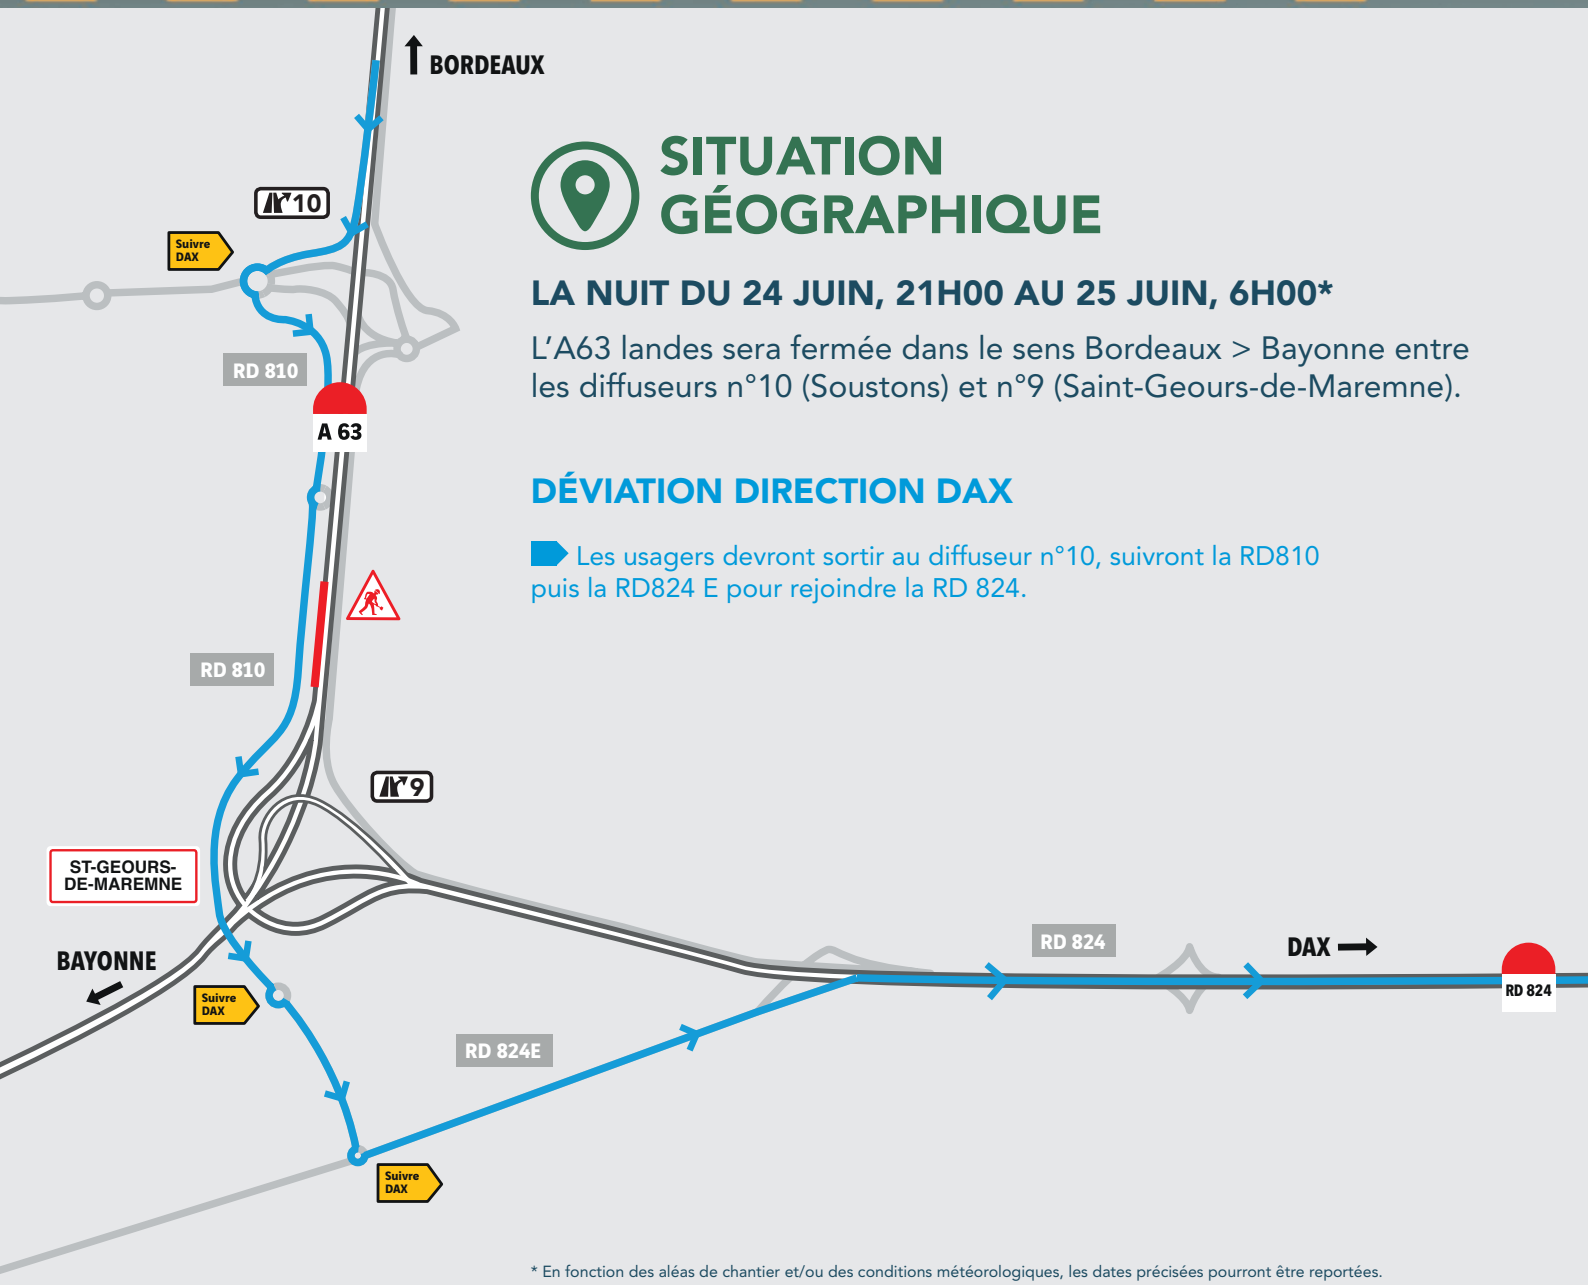 BORDEAUX
SITUATION
GÉOGRAPHIQUE
10
Suivre
DAX
LA NUIT DU 24 JUIN, 21H00 AU 25 JUIN, 6H00*
L’A63 landes sera fermée dans le sens Bordeaux > Bayonne entre
les diffuseurs n°10 (Soustons) et n°9 (Saint-Geours-de-Maremne).
RD 810
A 63
DÉVIATION DIRECTION DAX
Les usagers devront sortir au diffuseur n°10, suivront la RD810
puis la RD824 E pour rejoindre la RD 824.
RD 810
9
ST-GEOURS-
DE-MAREMNE
BAYONNE
RD 824
DAX
RD 824
Suivre
DAX
RD 824E
Suivre
DAX
* En fonction des aléas de chantier et/ou des conditions météorologiques, les dates précisées pourront être reportées.